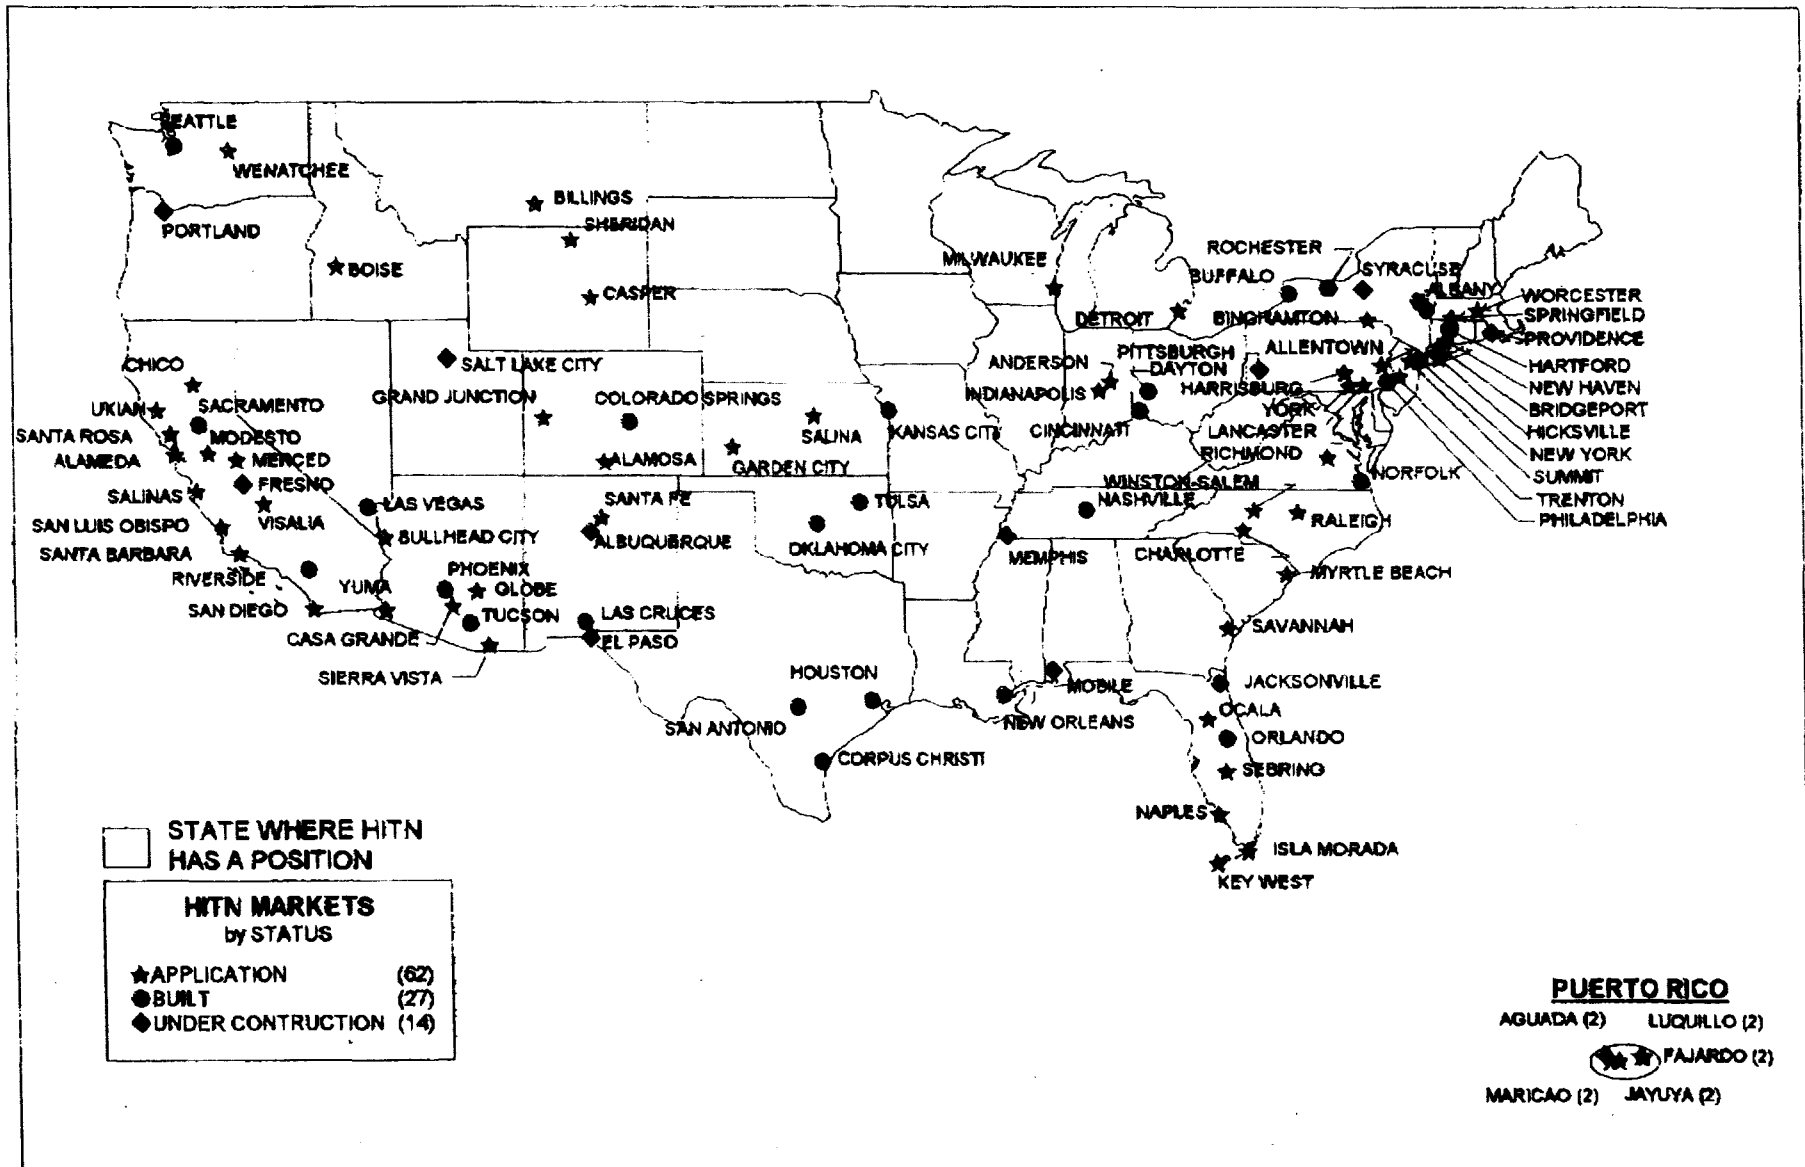 SEATTLE
WENATCHEE
PORTLAND
BILLINGS
SHERIDAN
BOISE
CASPER
MILWAUKEE
ROCHESTER
BUFFALO
SYRACUSE
ALBANY
WORCESTER
SPRINGFIELD
DETROIT
BINGHAMTON
PROVIDENCE
CHICO
SALT LAKE CITY
ANDERSON
PITTSBURGH
ALLENTOWN
HARTFORD
DAYTON
GRAND JUNCTION
COLORADO SPRINGS
INDIANAPOLIS
HARRISBURG
NEW HAVEN
UKIAH
SACRAMENTO
YORK
BRIDGEPORT
SANTA ROSA
MODESTO
SALINA
KANSAS CITY
CINCINNATI
LANCASTER
HICKSVILLE
ALAMEDA
MERCED
ALAMOSA
GARDEN CITY
RICHMOND
NEW YORK
FRESNO
WINSTON-SALEM
NORFOLK
SUMMIT
SALINAS
LAS VEGAS
SANTA FE
TULSA
NASHVILLE
TRENTON
SAN LUIS OBISPO
VISALIA
RALEIGH
PHILADELPHIA
BULLHEAD CITY
ALBUQUERQUE
OKLAHOMA CITY
SANTA BARBARA
MEMPHIS
CHARLOTTE
RIVERSIDE
YUMA
PHOENIX
GLOBE
MYRTLE BEACH
SAN DIEGO
TUCSON
LAS CRUCES
CASA GRANDE
EL PASO
SAVANNAH
SIERRA VISTA
HOUSTON
MOBILE
JACKSONVILLE
SAN ANTONIO
NEW ORLEANS
OCALA
ORLANDO
CORPUS CHRISTI
SEBRING
NAPLES
ISLA MORADA
KEY WEST
STATE WHERE HITN
HAS A POSITION
HITN MARKETS
by STATUS
APPLICATION (62)
BUILT (27)
UNDER CONTRUCTION (14)
PUERTO RICO
AGUADA (2) LUQUILLO (2)
FAJARDO (2)
MARICAO (2) JAYUYA (2)